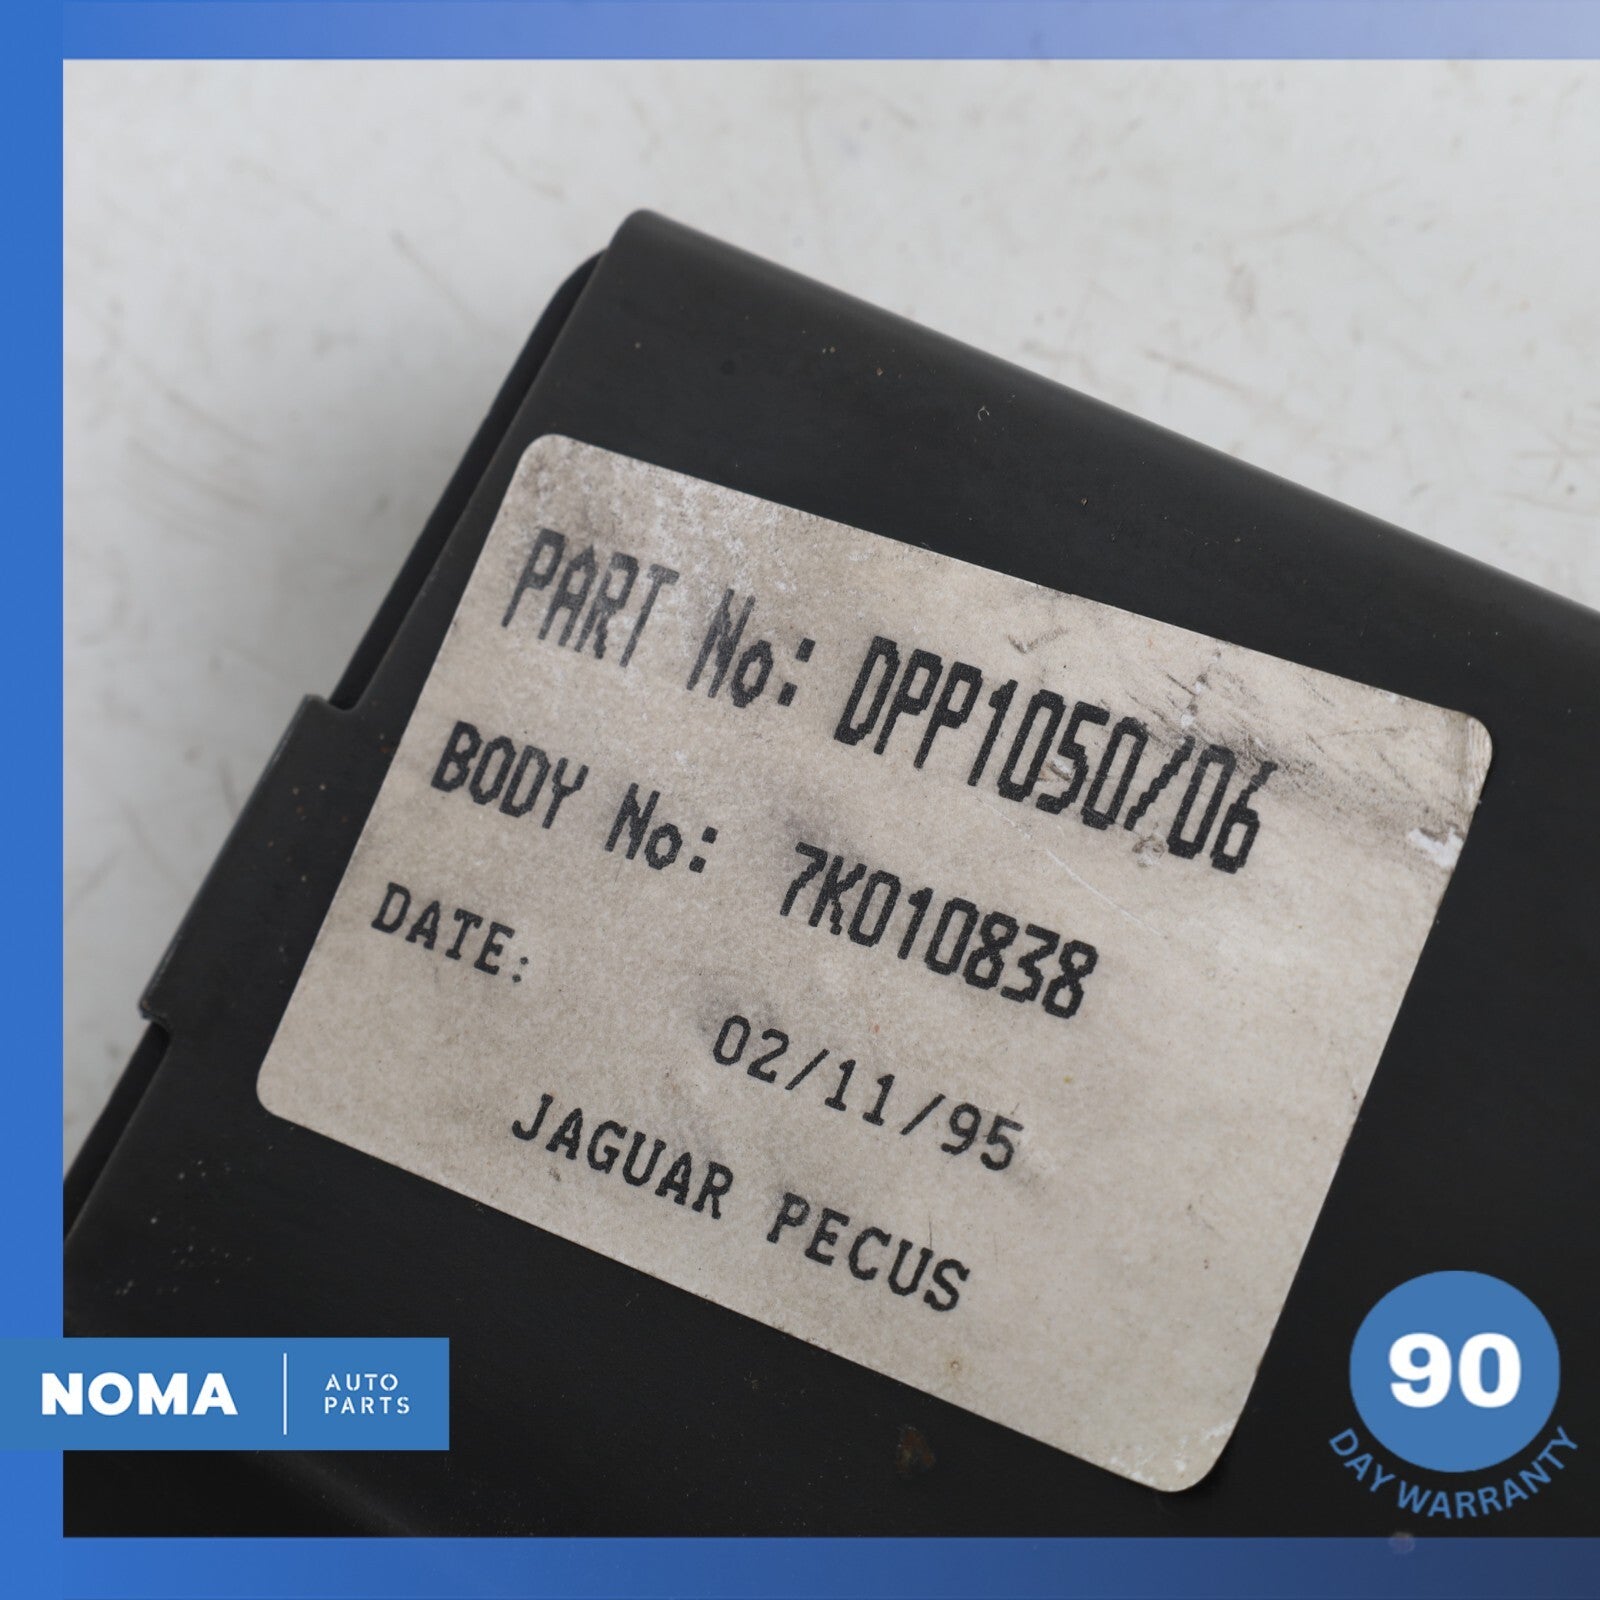 PART No: DPP1050/06
BODY No: 7K010838
DATE:
02/11/95
JAGUAR PECUS
NOMA
AUTO
PARTS
90
DAY WARRANTY